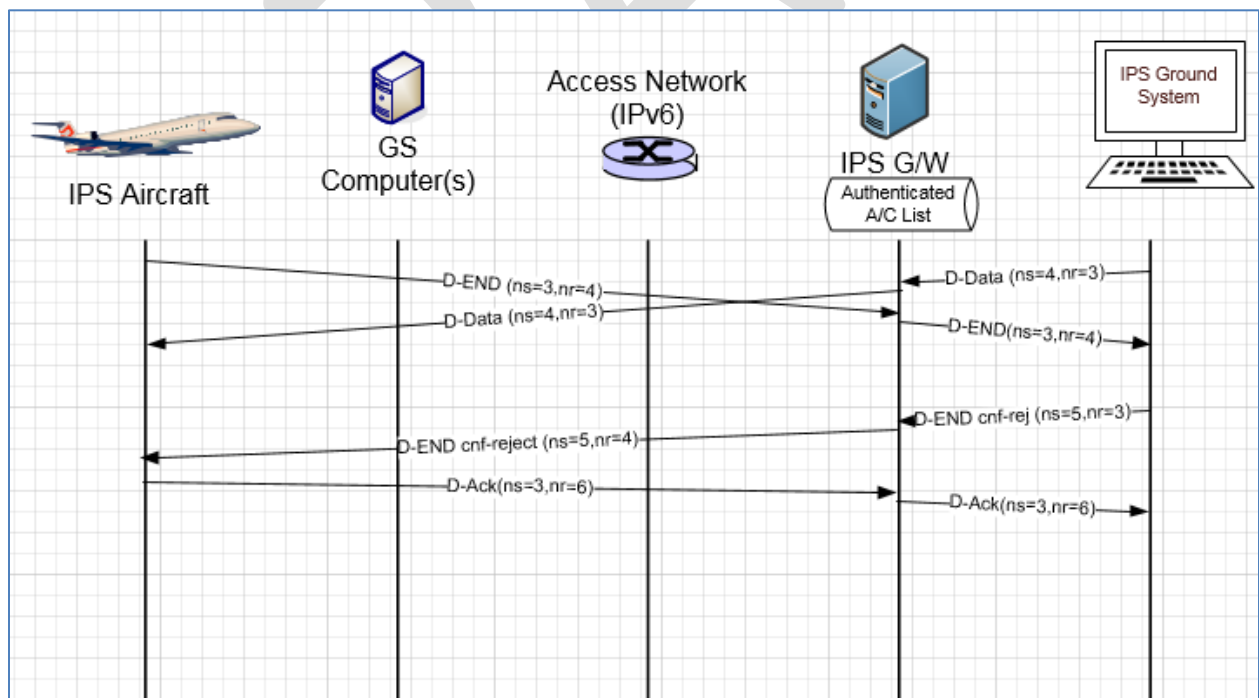 IPS Aircraft
GS
Computer(s)
Access Network
(IPv6)
IPS G/W
Authenticated
A/C List
IPS Ground
System
D-END (ns=3,nr=4)
D-Data (ns=4,nr=3)
D-Data (ns=4,nr=3)
D-END(ns=3,nr=4)
D-END cnf-rej (ns=5,nr=3)
D-END cnf-reject (ns=5,nr=4)
D-Ack(ns=3,nr=6)
D-Ack(ns=3,nr=6)